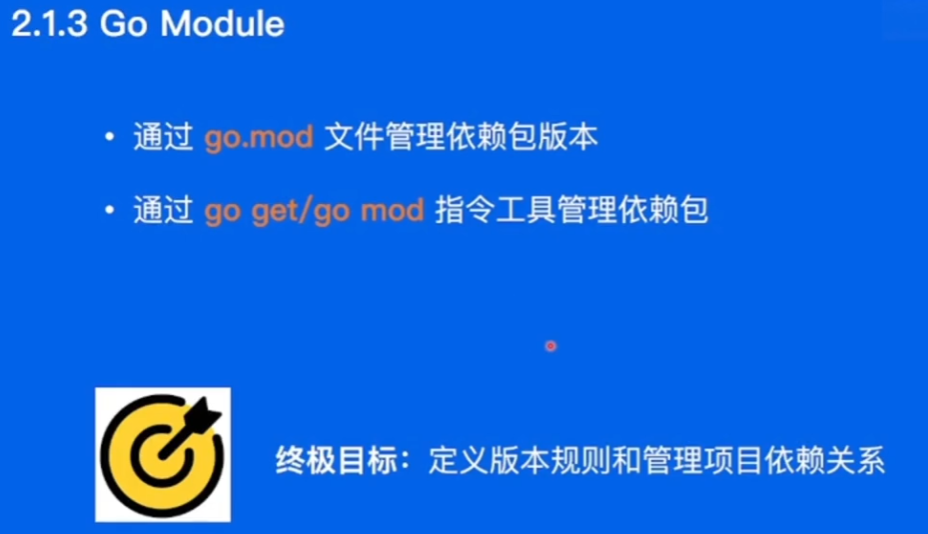 2.1.3 Go Module
• 通过 go.mod 文件管理依赖包版本
• 通过 go get/go mod 指令工具管理依赖包
终极目标：定义版本规则和管理项目依赖关系